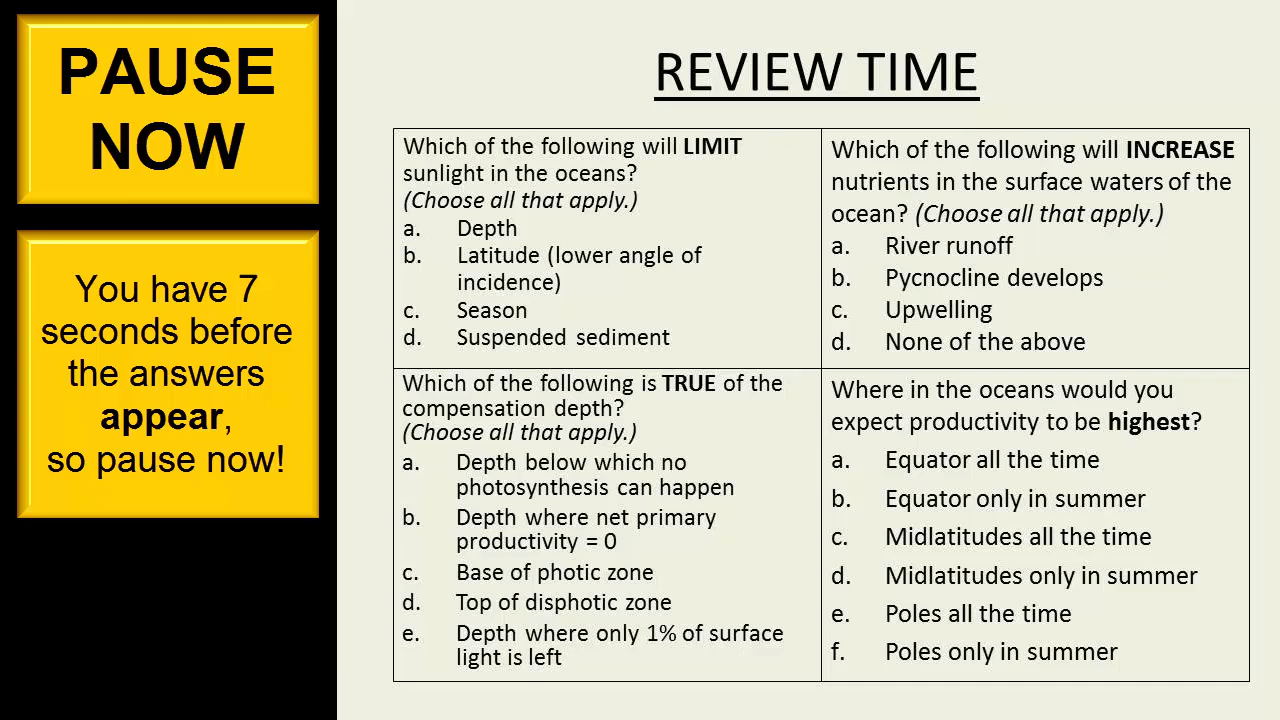 PAUSE
NOW
You have 7
seconds before
the answers
appear,
so pause now!
REVIEW TIME
Which of the following will LIMIT
sunlight in the oceans?
(Choose all that apply.)
a. Depth
b. Latitude (lower angle of
incidence)
c. Season
d. Suspended sediment
Which of the following will INCREASE
nutrients in the surface waters of the
ocean? (Choose all that apply.)
a. River runoff
b. Pycnocline develops
c. Upwelling
d. None of the above
Which of the following is TRUE of the
compensation depth?
(Choose all that apply.)
a. Depth below which no
photosynthesis can happen
b. Depth where net primary
productivity = 0
c. Base of photic zone
d. Top of disphotic zone
e. Depth where only 1% of surface
light is left
Where in the oceans would you
expect productivity to be highest?
a. Equator all the time
b. Equator only in summer
c. Midlatitudes all the time
d. Midlatitudes only in summer
e. Poles all the time
f. Poles only in summer